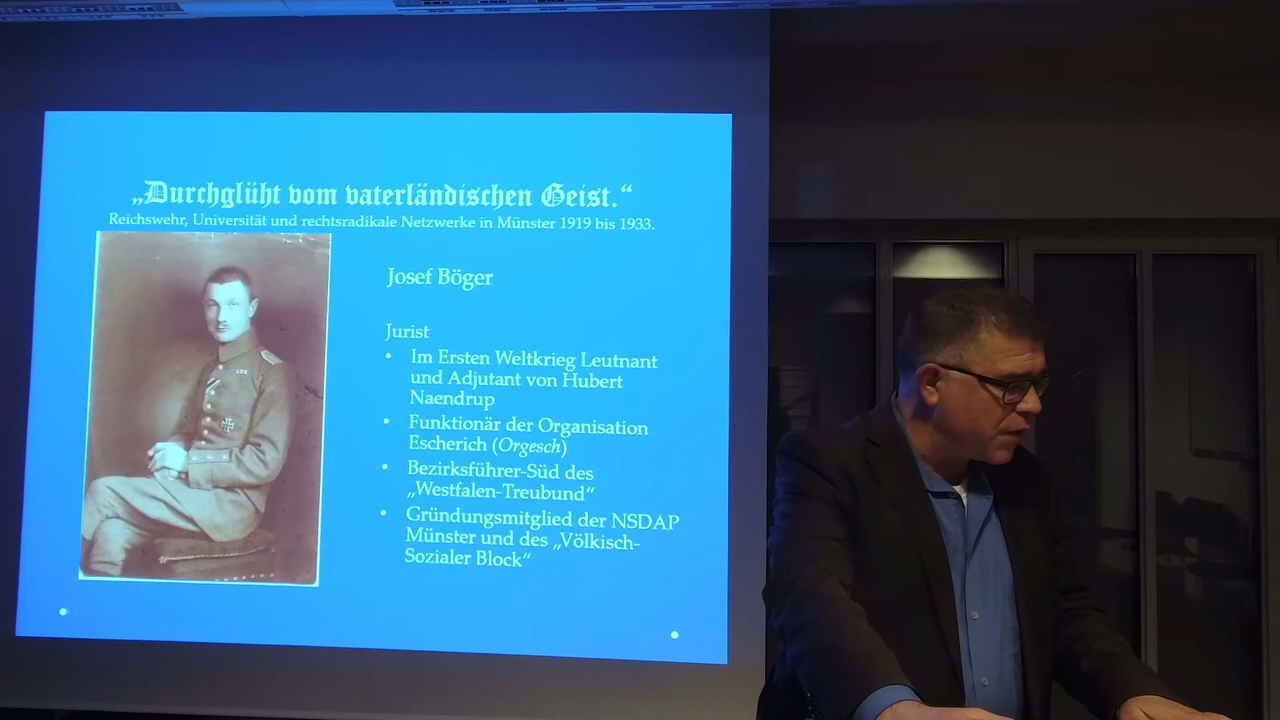 „Durchglüht vom vaterländischen Geist.“
Reichswehr, Universität und rechtsradikale Netzwerke in Münster 1919 bis 1933.
Josef Böger
Jurist
• Im Ersten Weltkrieg Leutnant
und Adjutant von Hubert
Naendrup
• Funktionär der Organisation
Escherich (Orgesch)
• Bezirksführer-Süd des
„Westfalen-Treubund“
• Gründungsmitglied der NSDAP
Münster und des „Völkisch-
Sozialer Block“